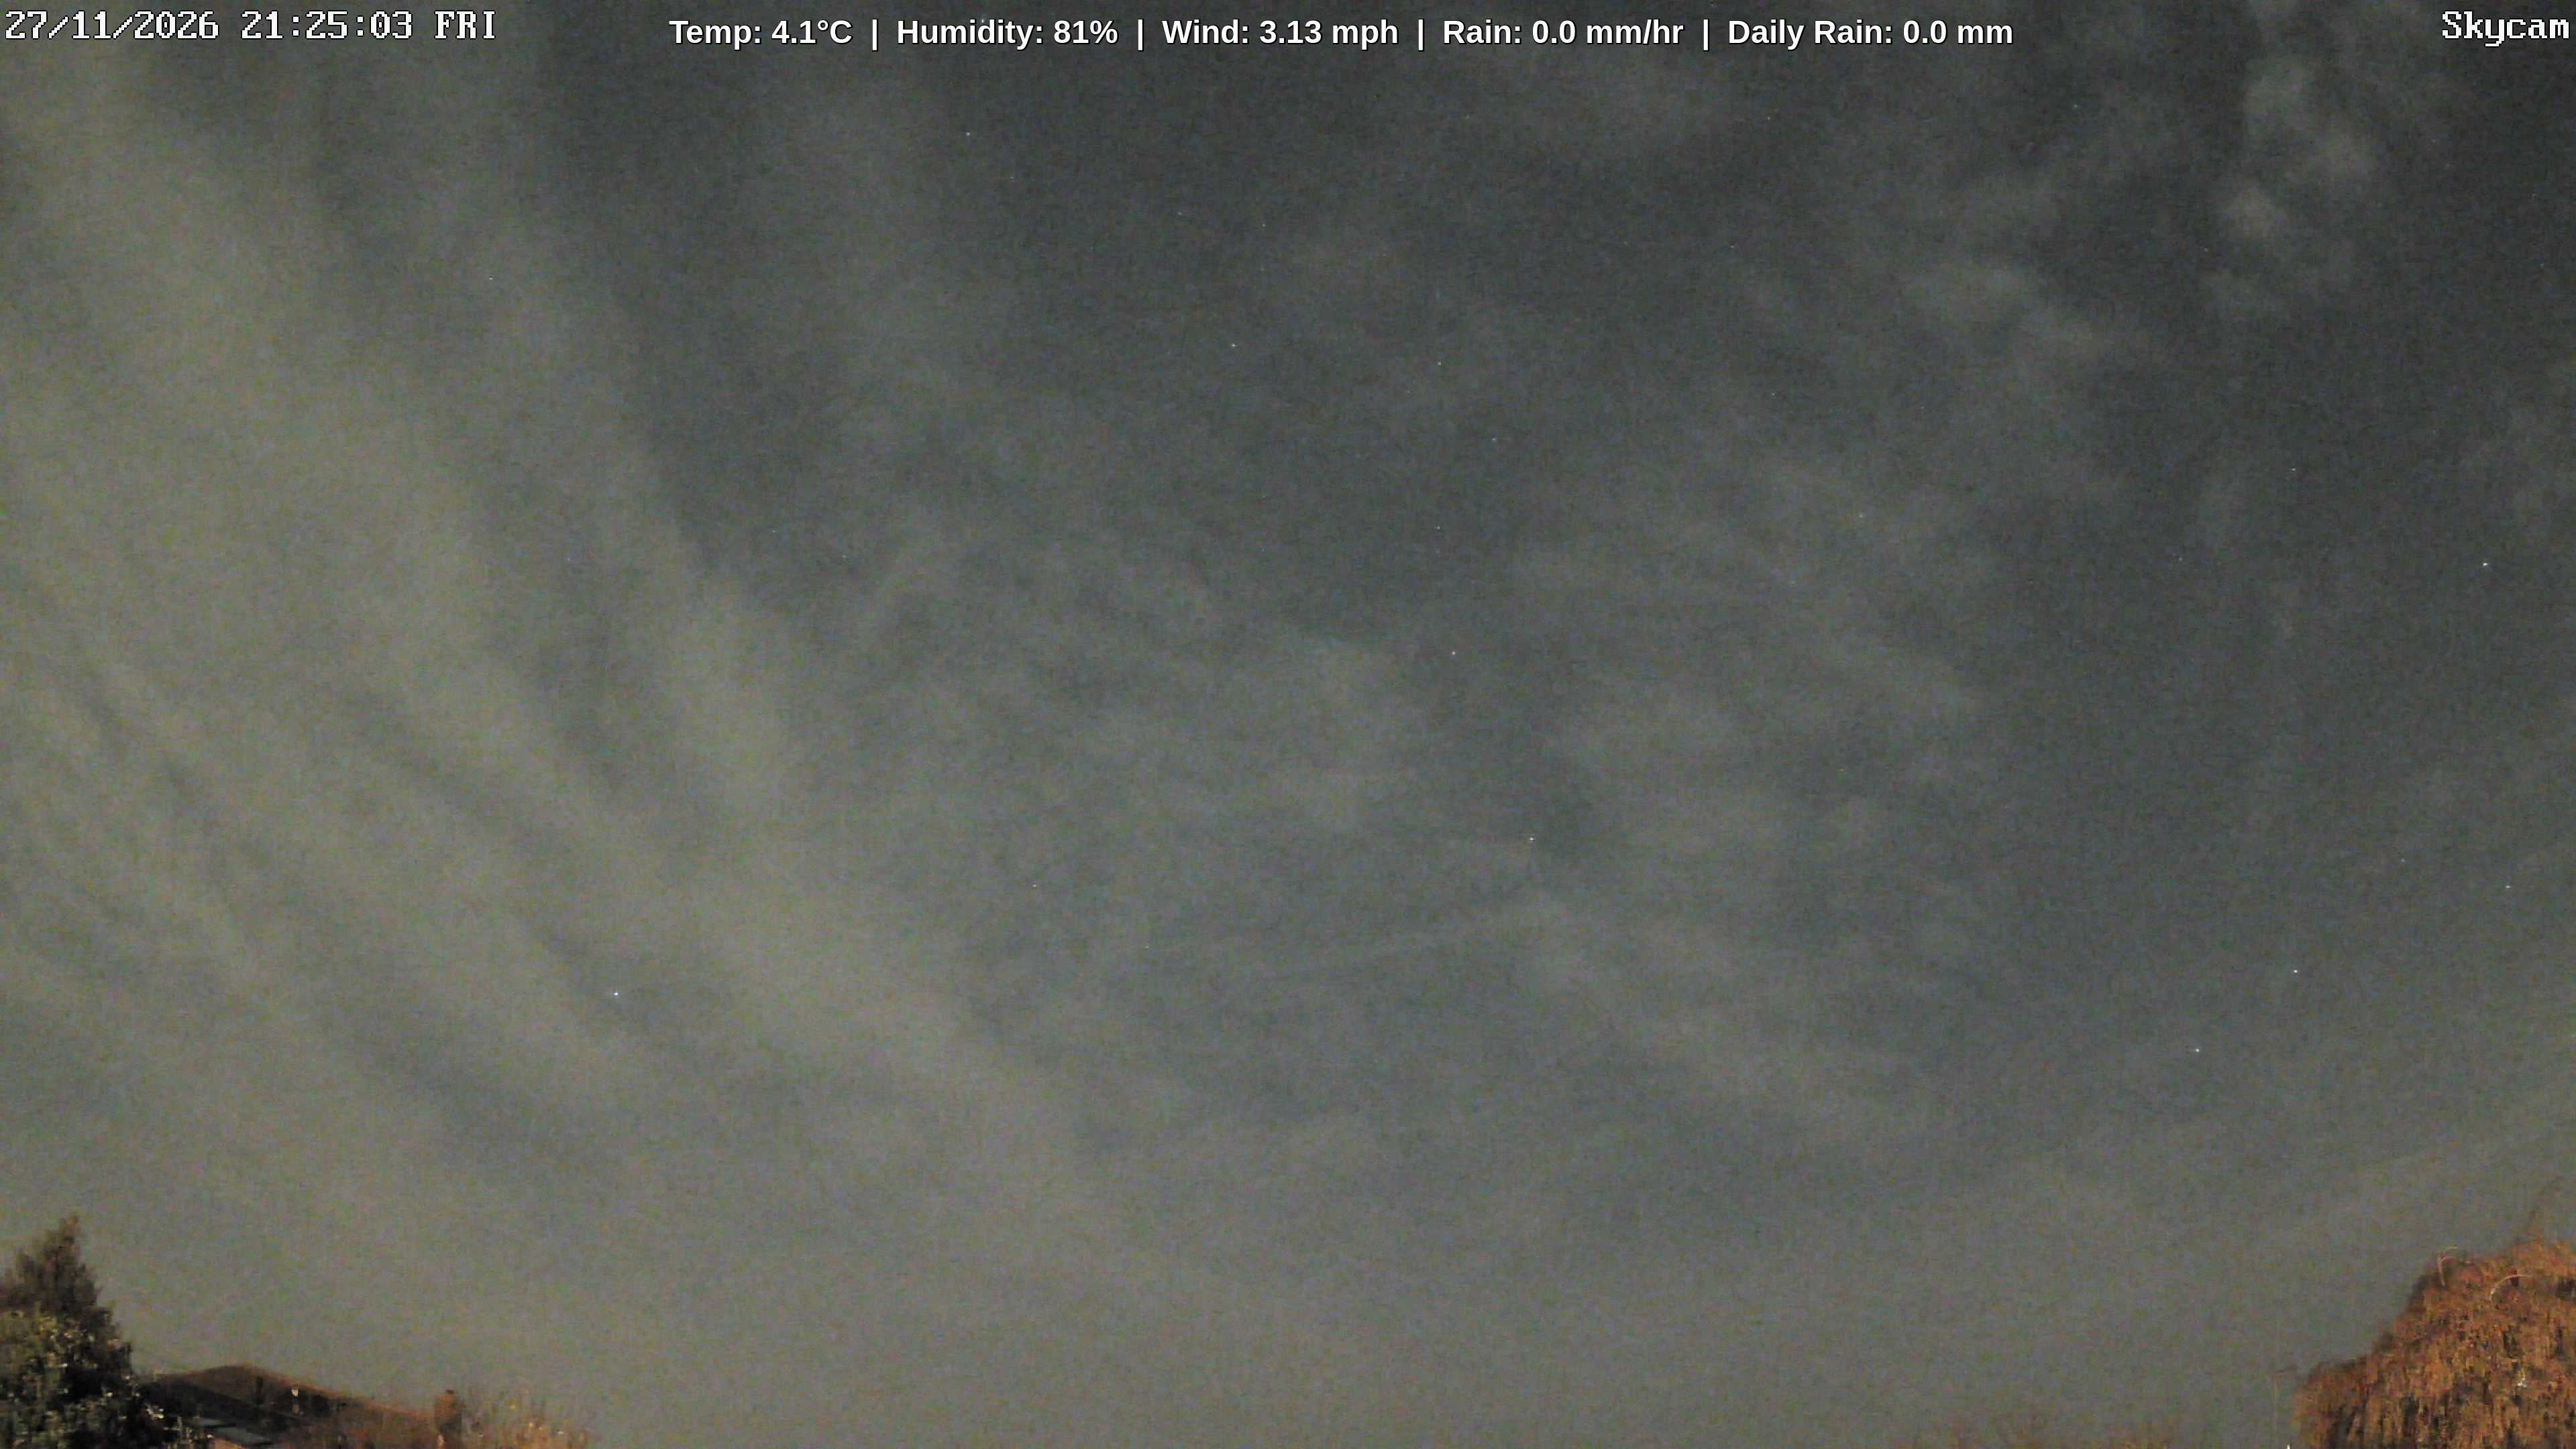 27/11/2026 21:25:03 FRI
Temp: 4.1°C | Humidity: 81% | Wind: 3.13 mph | Rain: 0.0 mm/hr | Daily Rain: 0.0 mm
Skycam